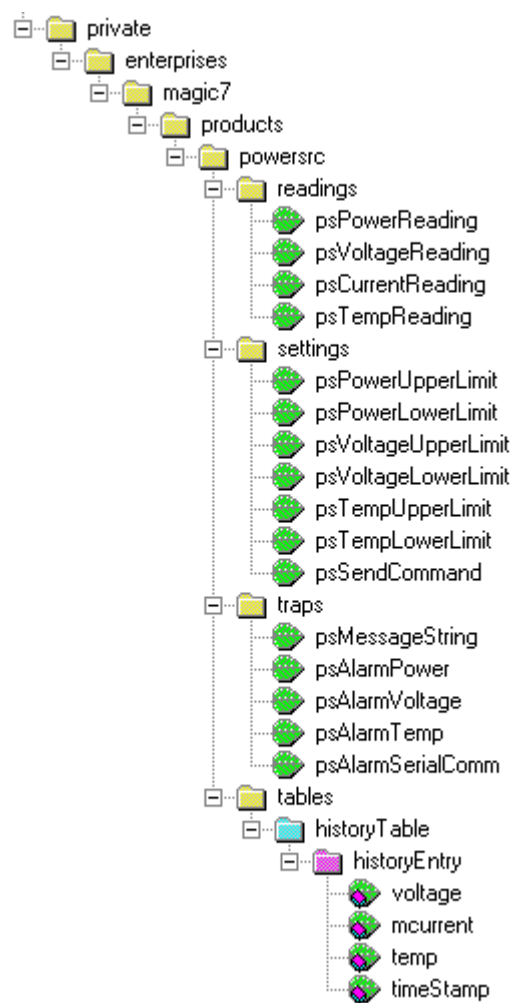 private
enterprises
magic7
products
powersrc
readings
psPowerReading
psVoltageReading
psCurrentReading
psTempReading
settings
psPowerUpperLimit
psPowerLowerLimit
psVoltageUpperLimit
psVoltageLowerLimit
psTempUpperLimit
psTempLowerLimit
psSendCommand
traps
psMessageString
psAlarmPower
psAlarmVoltage
psAlarmTemp
psAlarmSerialComm
tables
historyTable
historyEntry
voltage
mcurrent
temp
timeStamp